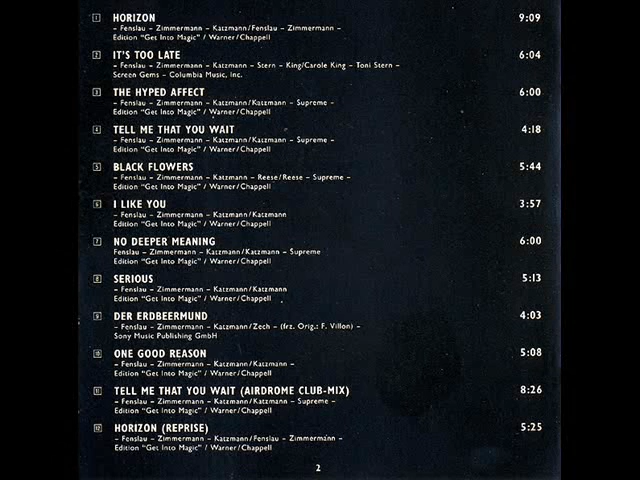 1 HORIZON 9:09
- Fenslau - Zimmermann - Katzmann/Fenslau - Zimmermann -
Edition "Get Into Magic" / Warner/Chappell
2 IT'S TOO LATE 6:04
- Fenslau - Zimmermann - Katzmann - Stern - King/Carole King - Toni Stern -
Screen Gems - Columbia Music, Inc.
3 THE HYPED AFFECT 6:00
- Fenslau - Zimmermann - Katzmann/Katzmann - Supreme -
Edition "Get Into Magic" / Warner/Chappell
4 TELL ME THAT YOU WAIT 4:18
- Fenslau - Zimmermann - Katzmann/Katzmann - Supreme -
Edition "Get Into Magic" / Warner/Chappell
5 BLACK FLOWERS 5:44
- Fenslau - Zimmermann - Katzmann - Reese/Reese - Supreme -
Edition "Get Into Magic" / Warner/Chappell
6 I LIKE YOU 3:57
- Fenslau - Zimmermann - Katzmann/Katzmann
Edition "Get Into Magic" / Warner/Chappell
7 NO DEEPER MEANING 6:00
Fenslau - Zimmermann - Katzmann/Katzmann - Supreme
Edition "Get Into Magic" / Warner/Chappell
8 SERIOUS 5:13
- Fenslau - Zimmermann - Katzmann/Katzmann
Edition "Get Into Magic" / Warner/Chappell
9 DER ERDBEERMUND 4:03
- Fenslau - Zimmermann - Katzmann/Zech - (frz. Orig.: F. Villon) -
Sony Music Publishing GmbH
10 ONE GOOD REASON 5:08
- Fenslau - Zimmermann - Katzmann/Katzmann -
Edition "Get Into Magic" / Warner/Chappell
11 TELL ME THAT YOU WAIT (AIRDROME CLUB-MIX) 8:26
- Fenslau - Zimmermann - Katzmann/Katzmann - Supreme -
Edition "Get Into Magic" / Warner/Chappell
12 HORIZON (REPRISE) 5:25
- Fenslau - Zimmermann - Katzmann/Fenslau - Zimmermann -
Edition "Get Into Magic" / Warner/Chappell
2